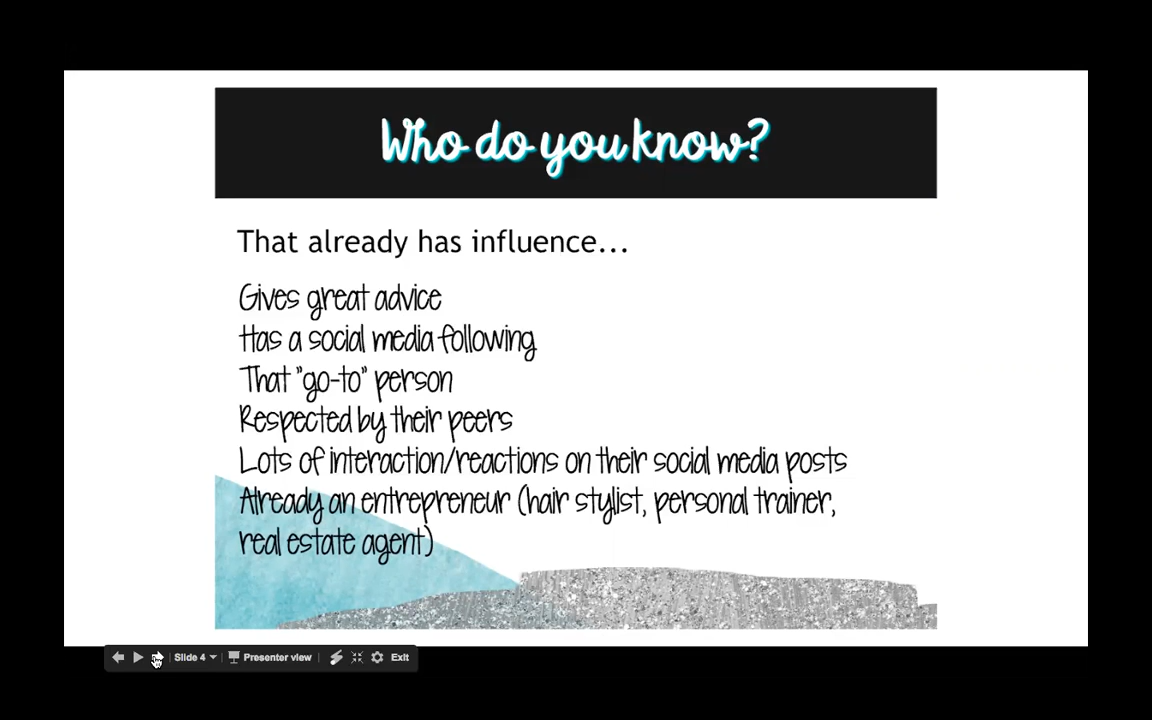 Who do you know?
That already has influence...
Gives great advice
Has a social media following
That "go-to" person
Respected by their peers
Lots of interaction/reactions on their social media posts
Already an entrepreneur (hair stylist, personal trainer,
real estate agent)
Slide 4 Presenter view Exit